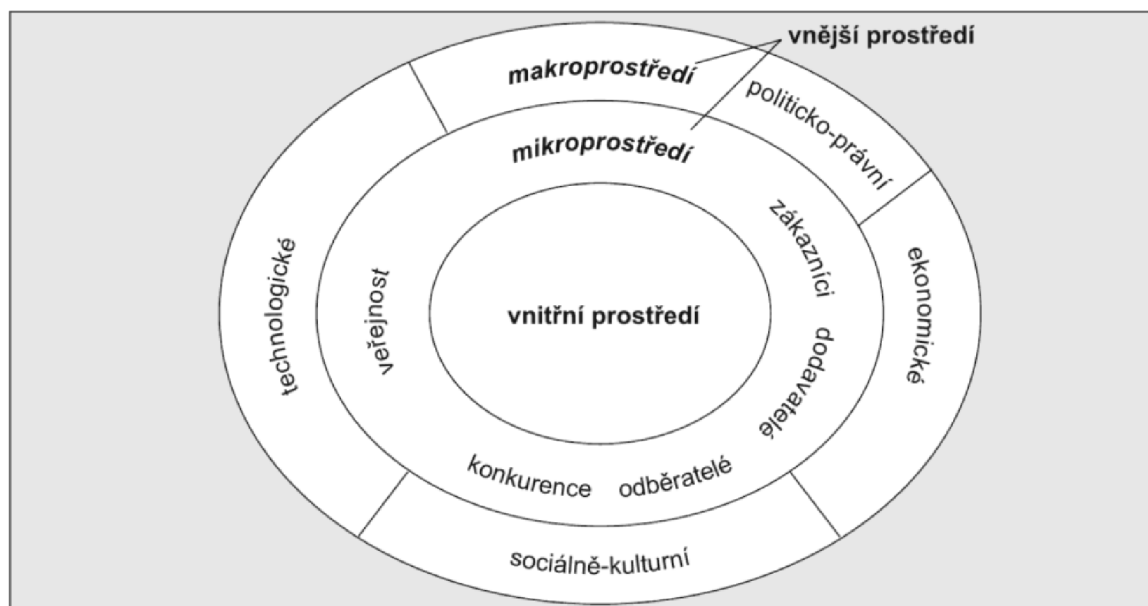 vnější prostředí
makroprostředí
politicko-právní
mikroprostředí
zákazníci
ekonomické
technologické
veřejnost
vnitřní prostředí
dodavatelé
konkurence
odběratelé
sociálně-kulturní